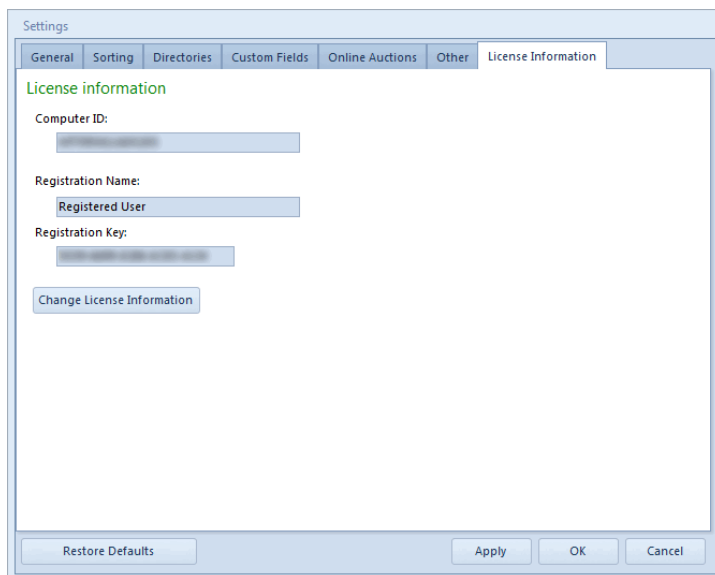 Settings
General Sorting Directories Custom Fields Online Auctions Other License Information
License information
Computer ID:
Registration Name:
Registered User
Registration Key:
Change License Information
Restore Defaults Apply OK Cancel